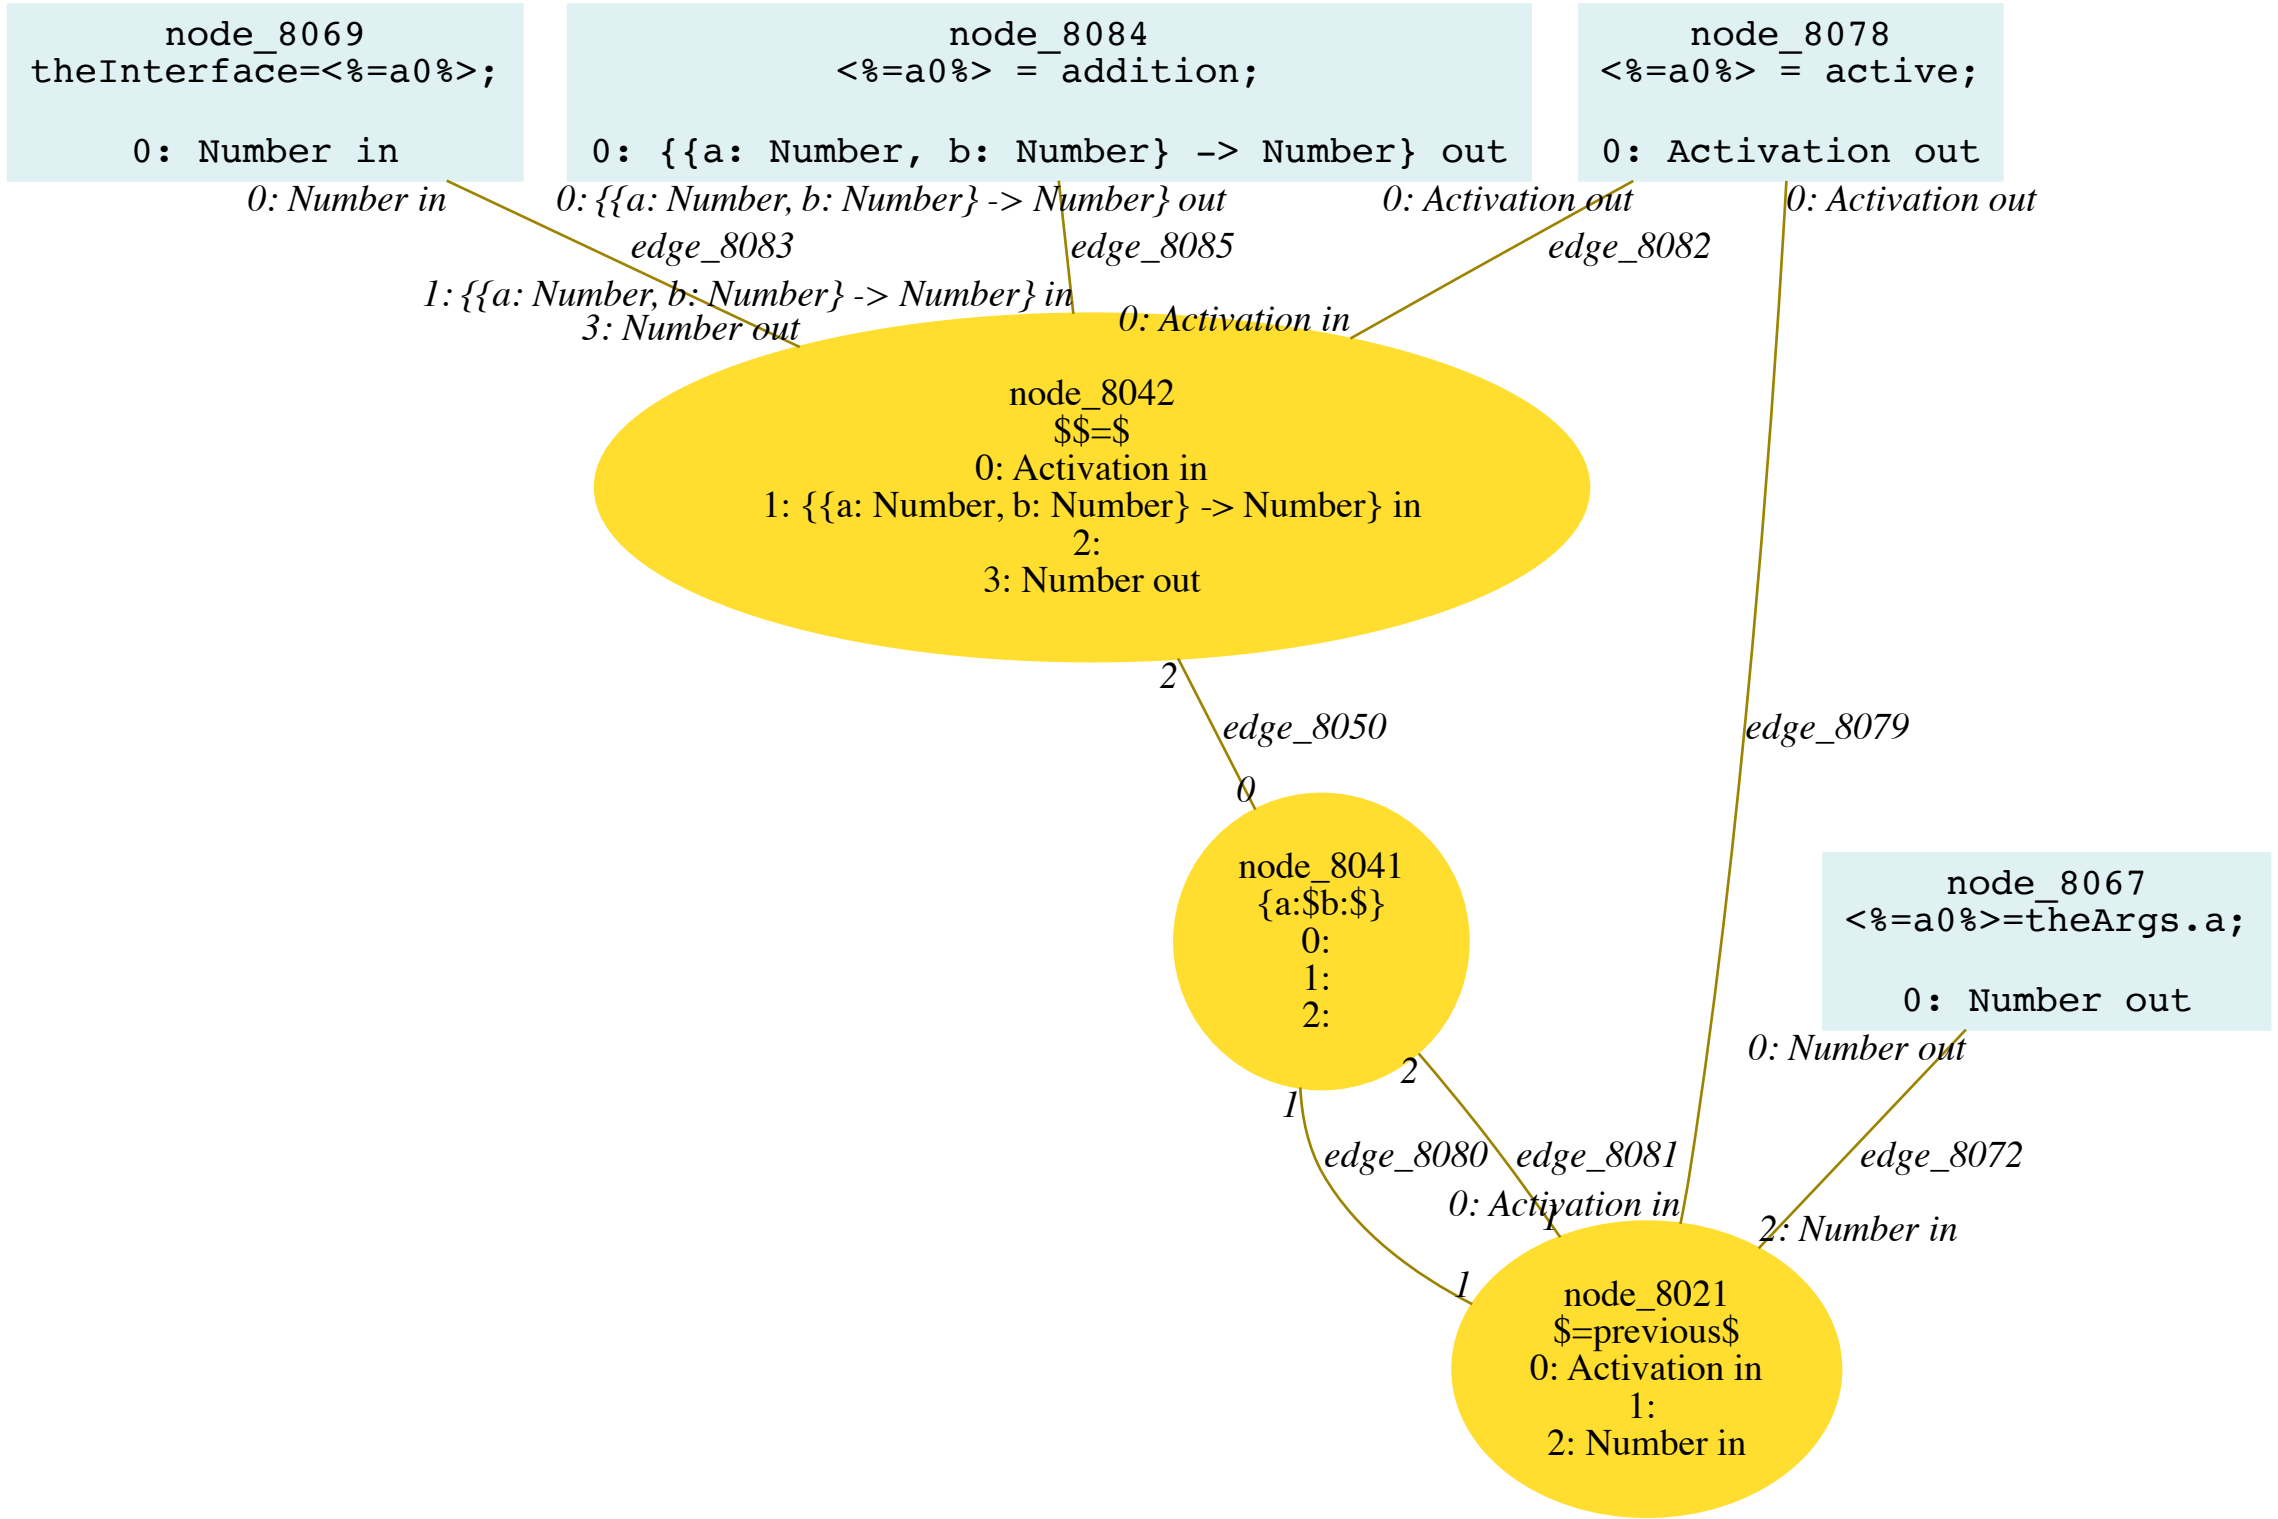 node_8069
theInterface=<%=a0%>;
0: Number in
node_8084
<%=a0%> = addition;
0: {{a: Number, b: Number} -> Number} out
node_8078
<%=a0%> = active;
0: Activation out
0: Number in
0: {{a: Number, b: Number} -> Number} out
0: Activation out
0: Activation out
edge_8083
edge_8085
edge_8082
1: {{a: Number, b: Number} -> Number} in
3: Number out
0: Activation in
node_8042
$$=$
0: Activation in
1: {{a: Number, b: Number} -> Number} in
2:
3: Number out
2
edge_8050
edge_8079
0
node_8041
{a:$b:$}
0:
1:
2:
node_8067
<%=a0%>=theArgs.a;
0: Number out
0: Number out
2
1
edge_8080
edge_8081
edge_8072
0: Activation in
1
2: Number in
1
node_8021
$=previous$
0: Activation in
1:
2: Number in